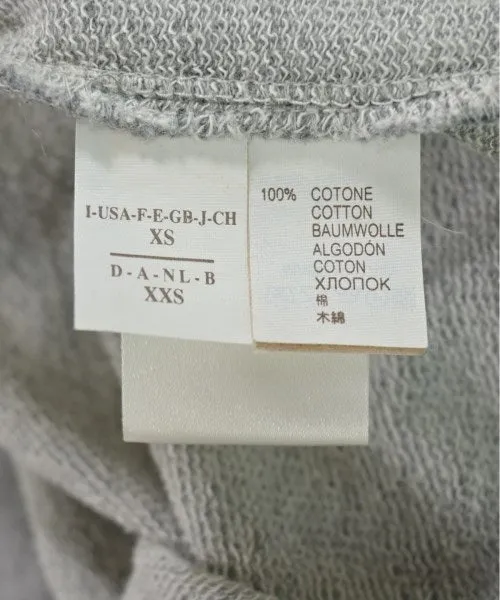 I-USA-F-E-GB-J-CH
XS
D-A-NL-B
XXS
100% COTONE
COTTON
BAUMWOLLE
ALGODÓN
COTON
ХЛОПОК
棉
木綿